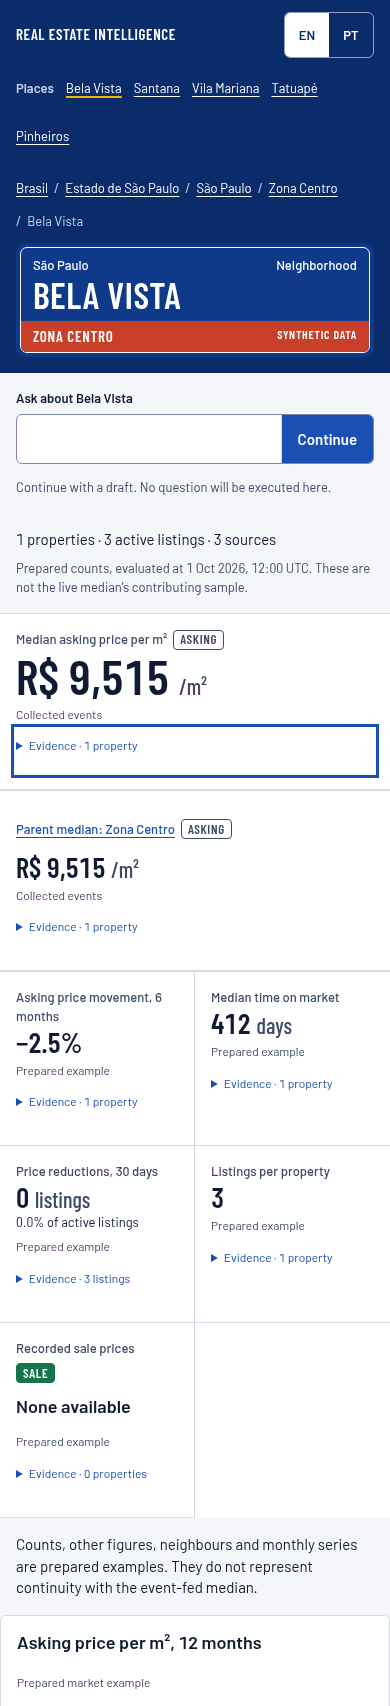 REAL ESTATE INTELLIGENCE
EN PT
Places Bela Vista Santana Vila Mariana Tatuapé
Pinheiros
Brasil / Estado de São Paulo / São Paulo / Zona Centro
/ Bela Vista
São Paulo Neighborhood
BELA VISTA
ZONA CENTRO SYNTHETIC DATA
Ask about Bela Vista
Continue
Continue with a draft. No question will be executed here.
1 properties · 3 active listings · 3 sources
Prepared counts, evaluated at 1 Oct 2026, 12:00 UTC. These are
not the live median's contributing sample.
Median asking price per m² ASKING
R$ 9,515 /m²
Collected events
▶ Evidence · 1 property
Parent median: Zona Centro ASKING
R$ 9,515 /m²
Collected events
▶ Evidence · 1 property
Asking price movement, 6
months
−2.5%
Prepared example
▶ Evidence · 1 property
Median time on market
412 days
Prepared example
▶ Evidence · 1 property
Price reductions, 30 days
0 listings
0.0% of active listings
Prepared example
▶ Evidence · 3 listings
Listings per property
3
Prepared example
▶ Evidence · 1 property
Recorded sale prices
SALE
None available
Prepared example
▶ Evidence · 0 properties
Counts, other figures, neighbours and monthly series
are prepared examples. They do not represent
continuity with the event-fed median.
Asking price per m², 12 months
Prepared market example